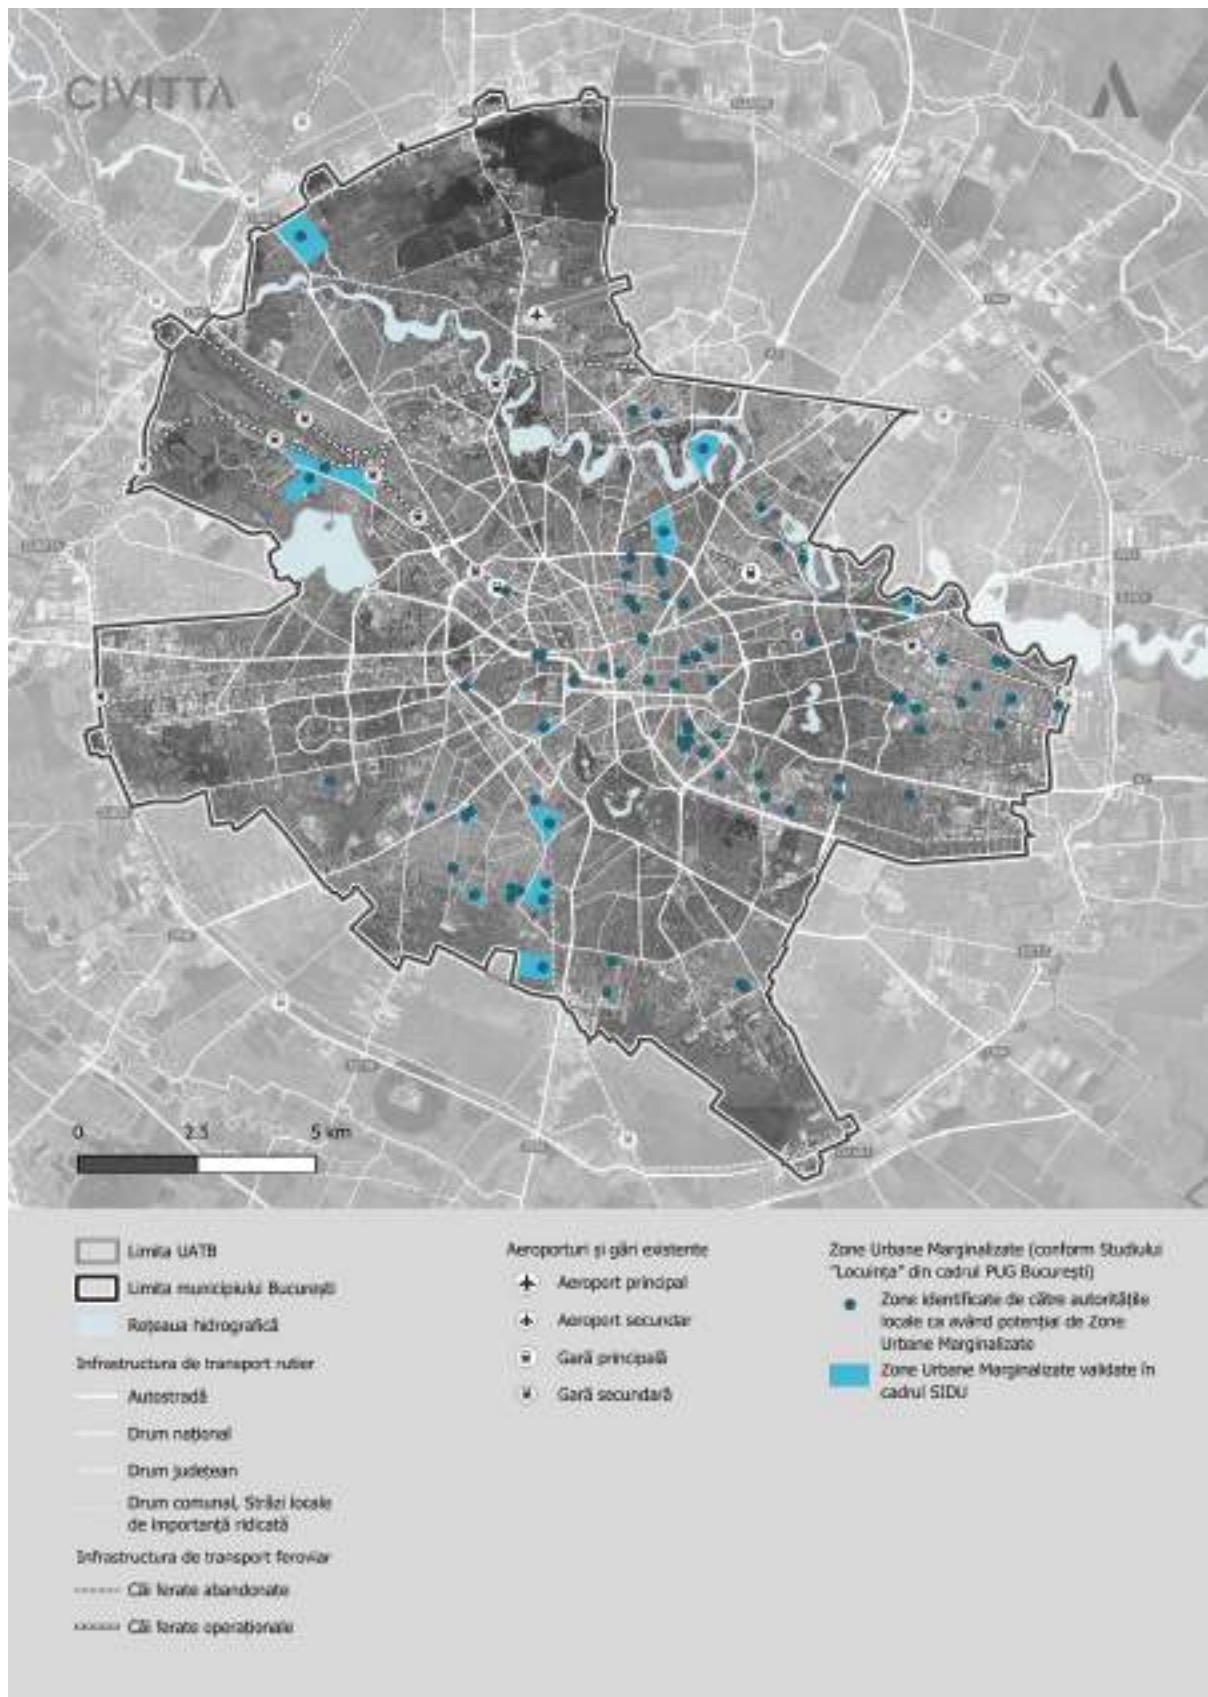 CIVITTA
0 2.5 5 km
Limita UATB
Limita municipiului București
Rețeaua hidrografică
Infrastructura de transport rutier
Autostradă
Drum național
Drum județean
Drum comunal, Străzi locale
de importanță ridicată
Infrastructura de transport feroviar
Căi ferate abandonate
Căi ferate operaționale
Aeroporturi și gări existente
Aeroport principal
Aeroport secundar
Gară principală
Gară secundară
Zone Urbane Marginalizate (conform Studiului
"Locuința" din cadrul PUG București)
Zone identificate de către autoritățile
locale ca având potențial de Zone
Urbane Marginalizate
Zone Urbane Marginalizate validate în
cadrul SIDU